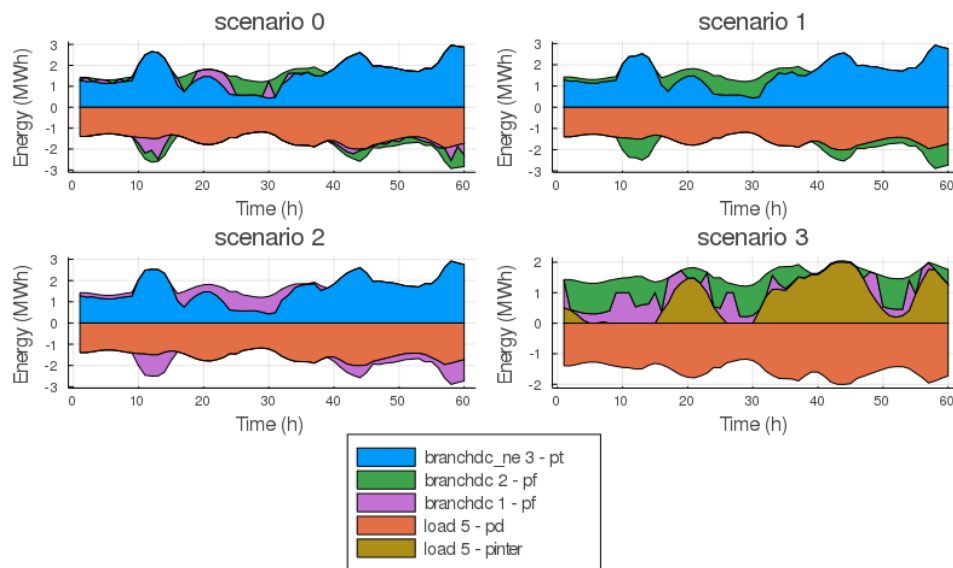 scenario 0
scenario 1
3
2
1
0
-1
-2
-3
Energy (MWh)
0 10 20 30 40 50 60
Time (h)
3
2
1
0
-1
-2
-3
Energy (MWh)
0 10 20 30 40 50 60
Time (h)
scenario 2
scenario 3
3
2
1
0
-1
-2
-3
Energy (MWh)
0 10 20 30 40 50 60
Time (h)
2
1
0
-1
-2
Energy (MWh)
0 10 20 30 40 50 60
Time (h)
branchdc_ne 3 - pt
branchdc 2 - pf
branchdc 1 - pf
load 5 - pd
load 5 - pinter